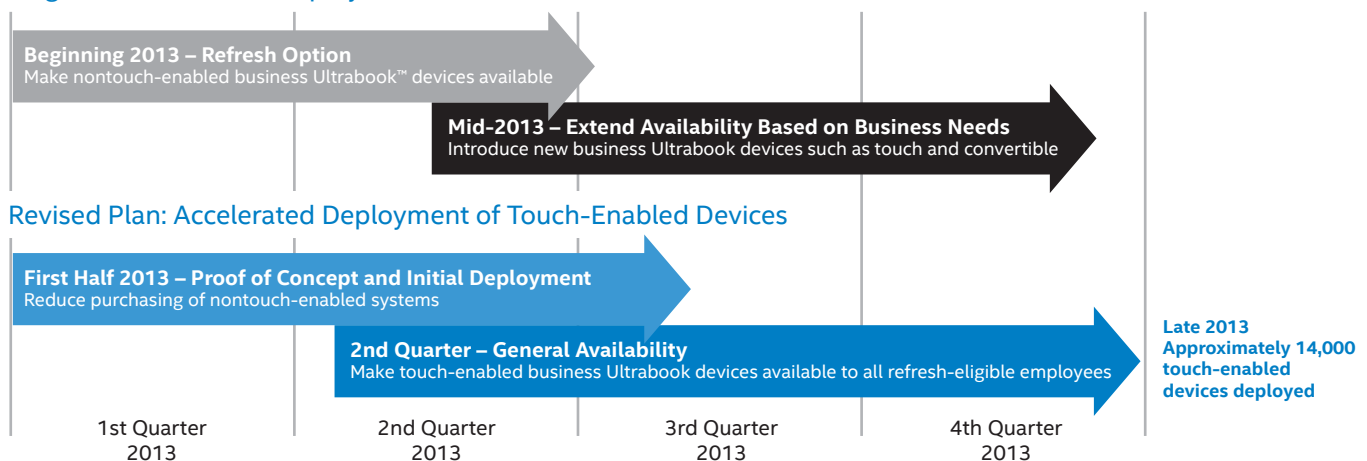 Beginning 2013 – Refresh Option
Make nontouch-enabled business Ultrabook™ devices available
Mid-2013 – Extend Availability Based on Business Needs
Introduce new business Ultrabook devices such as touch and convertible
Revised Plan: Accelerated Deployment of Touch-Enabled Devices
First Half 2013 – Proof of Concept and Initial Deployment
Reduce purchasing of nontouch-enabled systems
2nd Quarter – General Availability
Make touch-enabled business Ultrabook devices available to all refresh-eligible employees
Late 2013
Approximately 14,000
touch-enabled
devices deployed
1st Quarter
2013
2nd Quarter
2013
3rd Quarter
2013
4th Quarter
2013